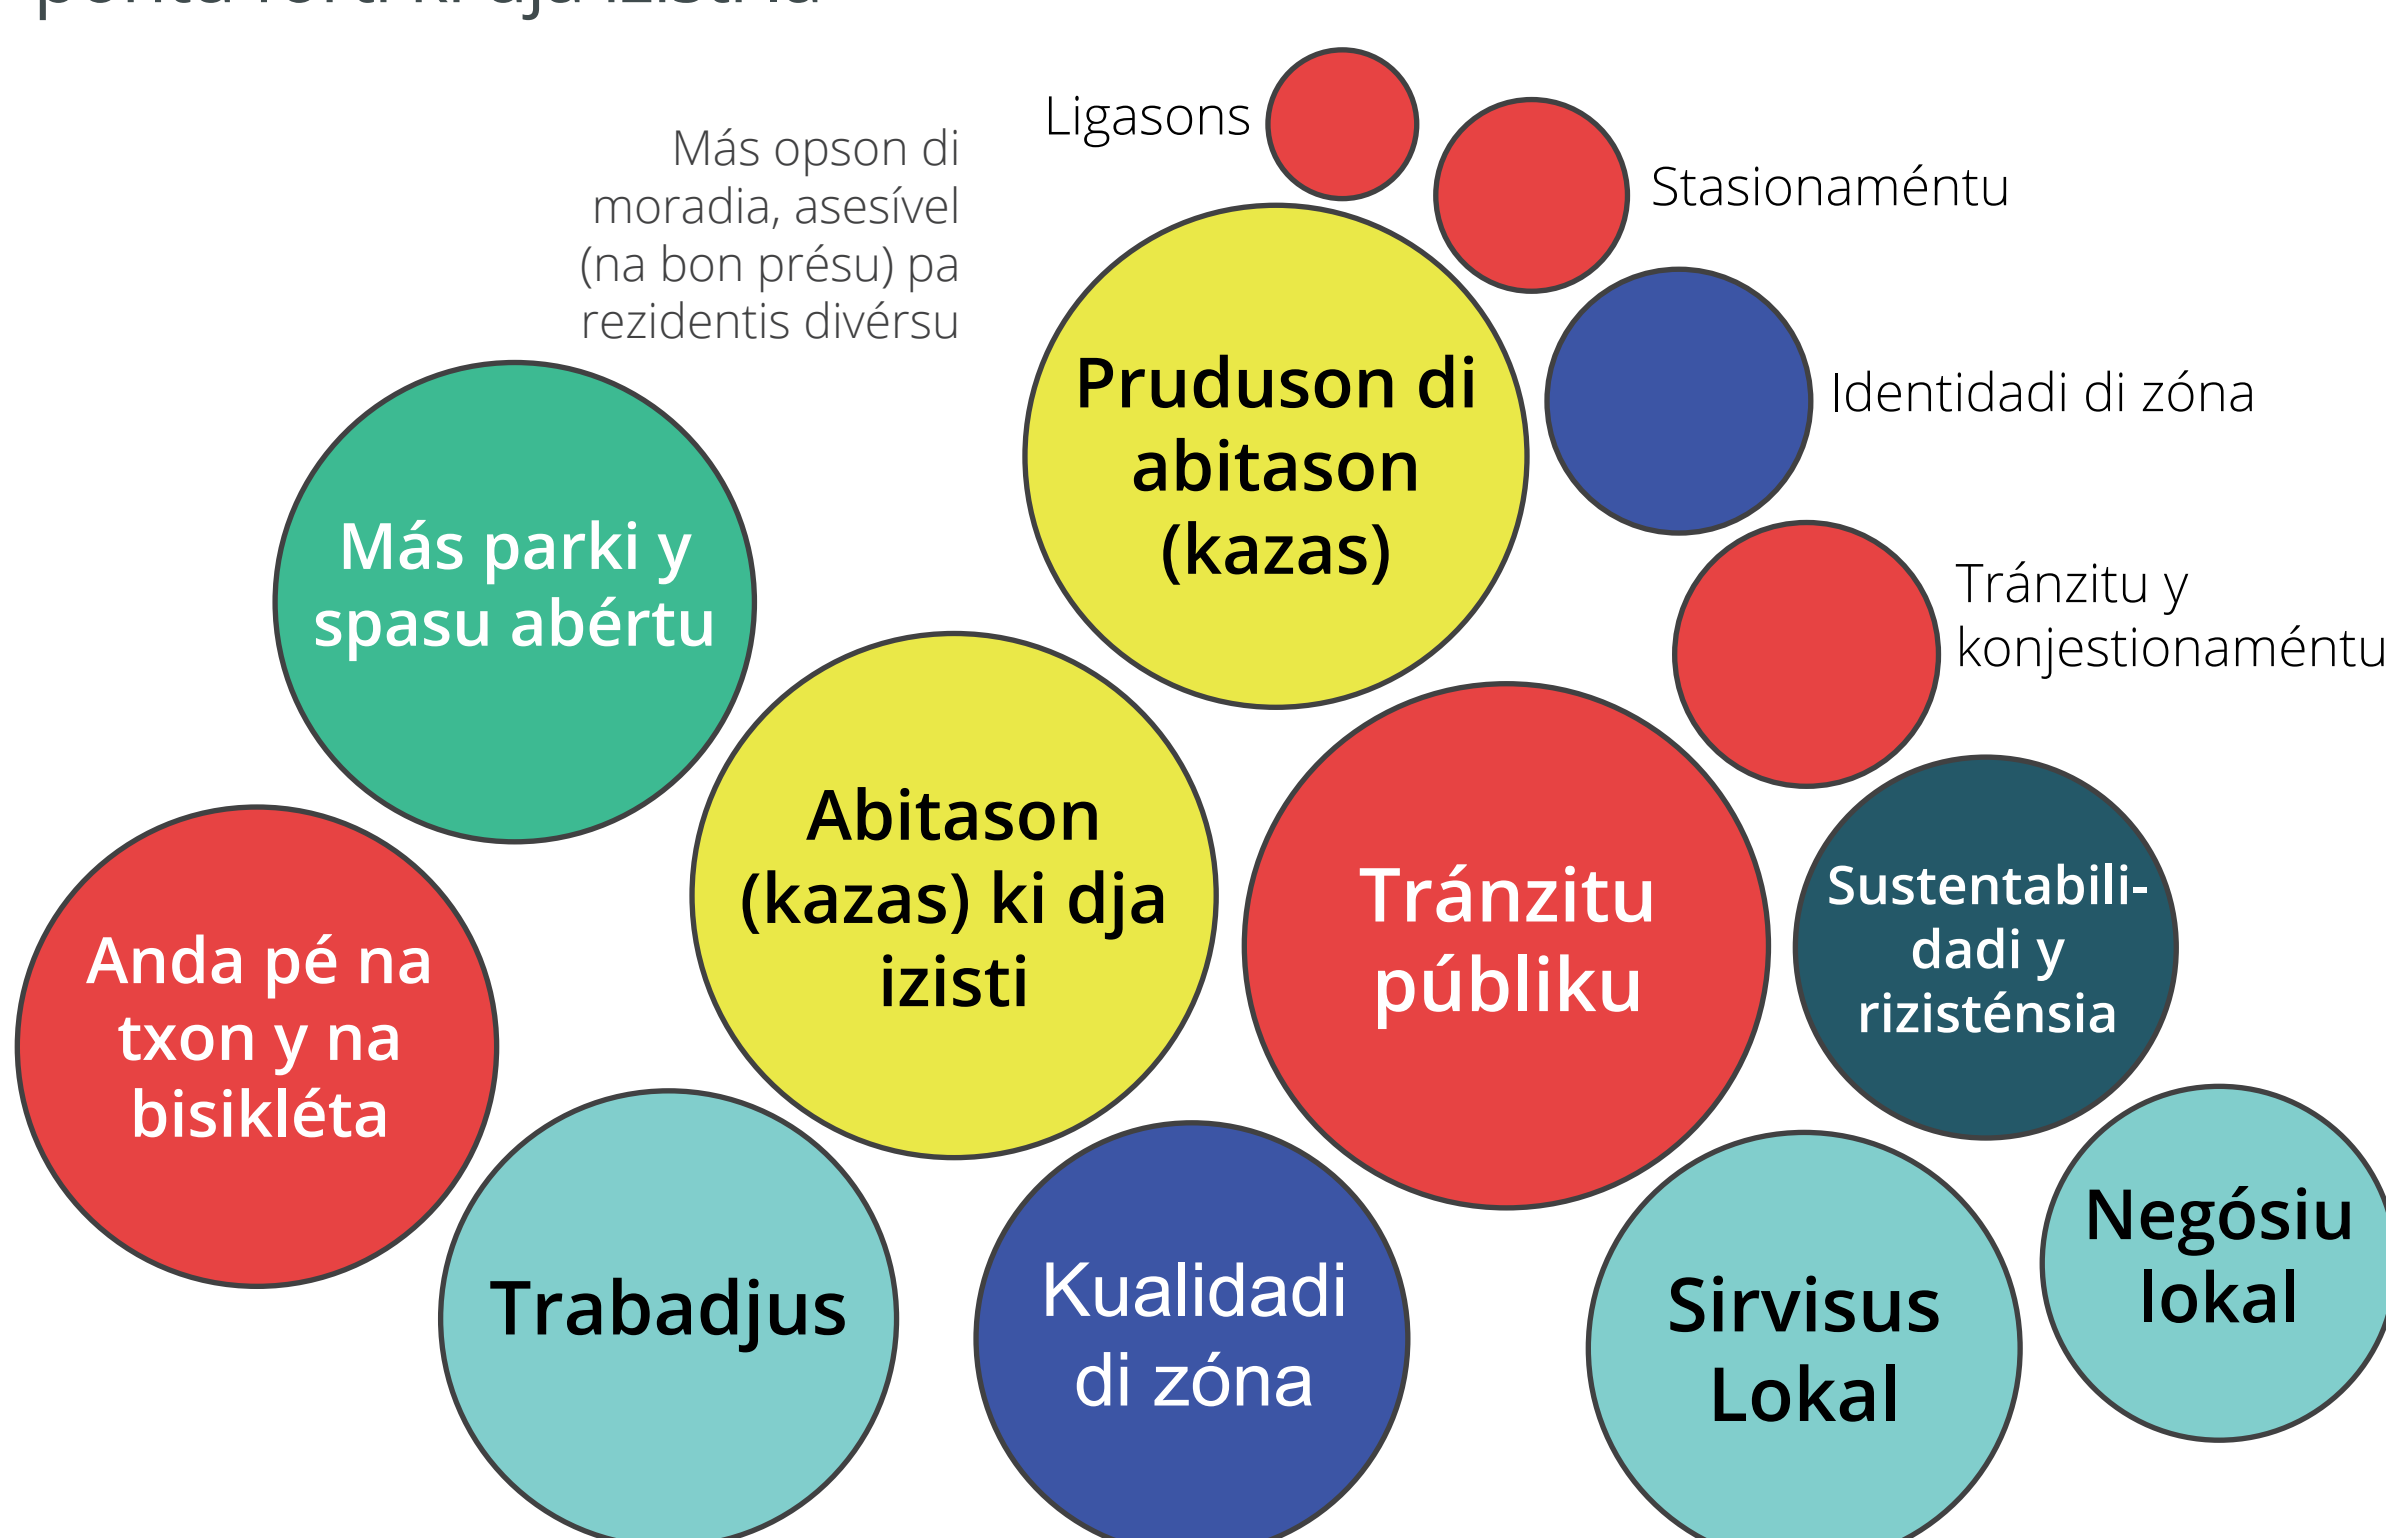 Ligasons
Más opson di
moradia, asesível
(na bon présu) pa
rezidentis divérsu
Stasionaméntu
Pruduson di
abitason
(kazas)
Identidadi di zóna
Más parki y
spasu abértu
Tránzitu y
konjestionaméntu
Abitason
(kazas) ki dja
izisti
Tránzitu
públiku
Sustentabili-
dadi y
rizisténsia
Anda pé na
txon y na
bisikléta
Negósiu
lokal
Trabadjus
Kualidadi
di zóna
Sirvisus
Lokal